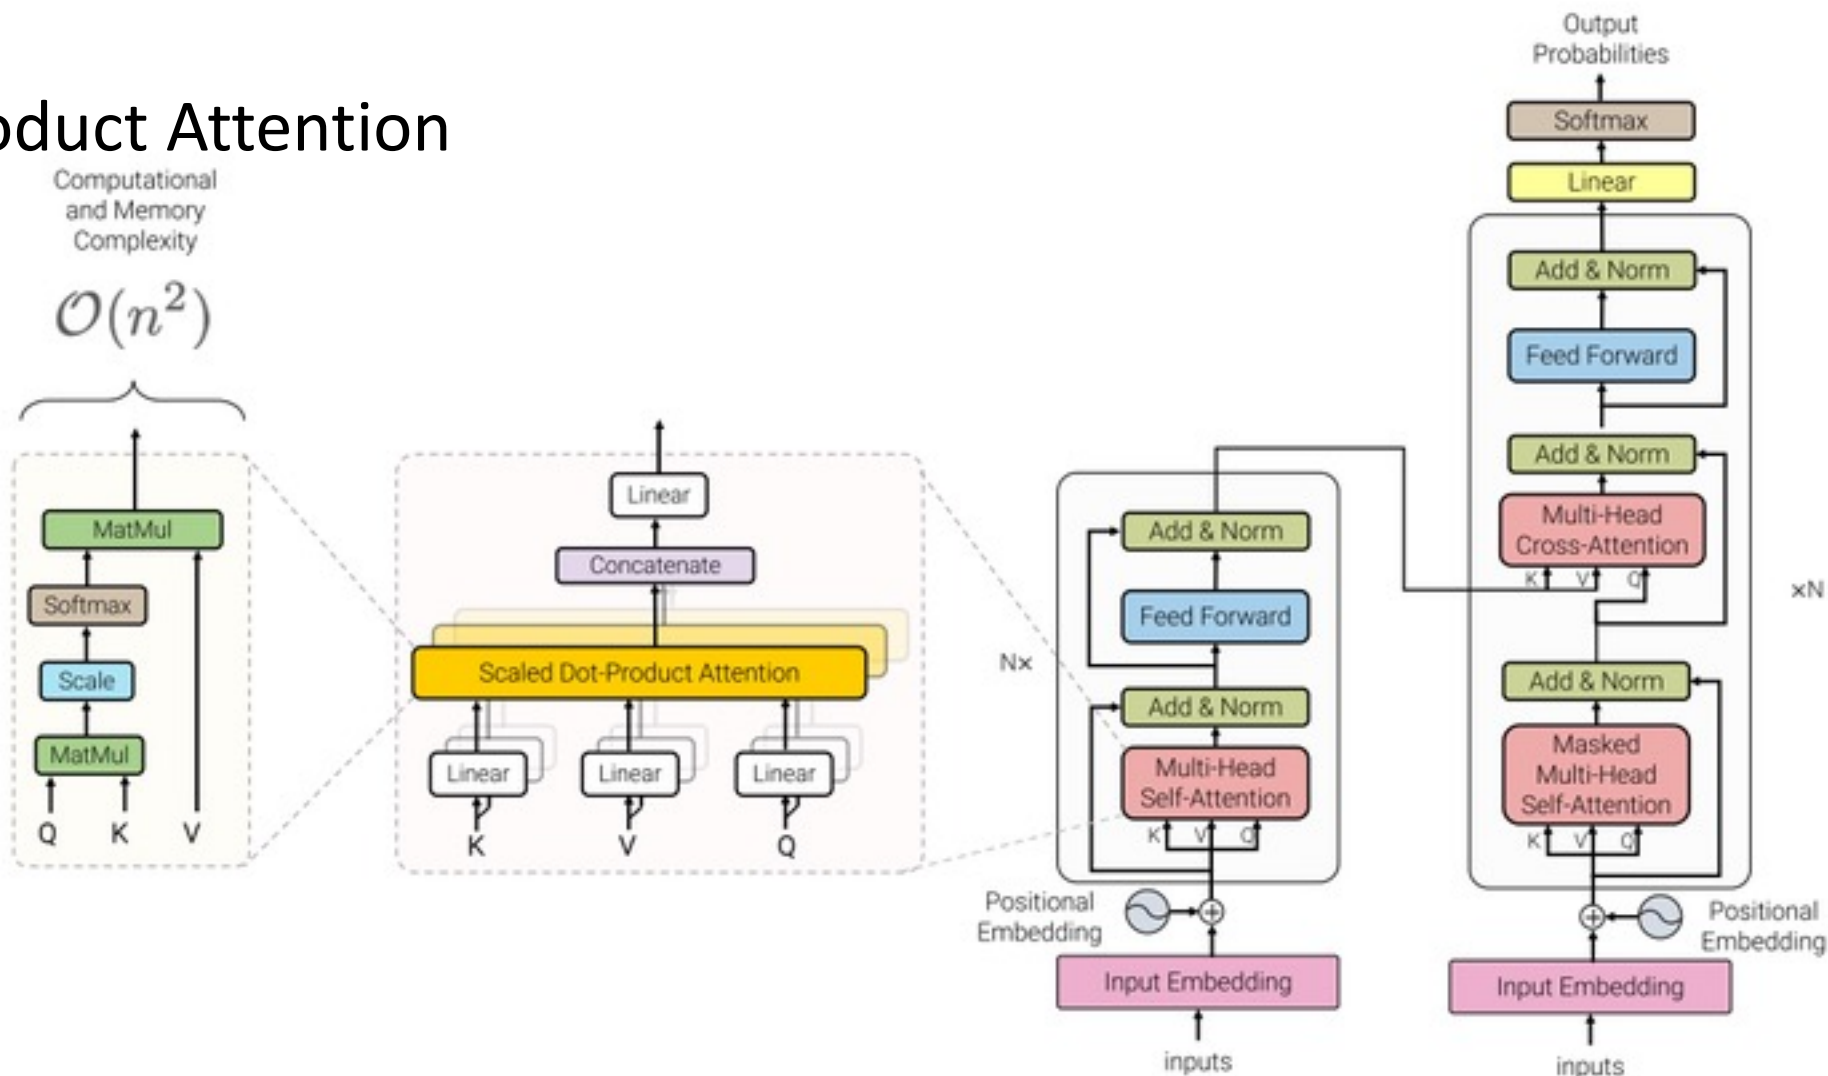 oduct Attention
Computational
and Memory
Complexity
O(n²)
MatMul
Softmax
Scale
MatMul
Q K V
Linear
Concatenate
Scaled Dot-Product Attention
Linear Linear Linear
K V Q
Add & Norm
Feed Forward
N×
Add & Norm
Multi-Head
Self-Attention
K V Q
Positional
Embedding
Input Embedding
inputs
Output
Probabilities
Softmax
Linear
Add & Norm
Feed Forward
Add & Norm
Multi-Head
Cross-Attention
K V Q
×N
Add & Norm
Masked
Multi-Head
Self-Attention
K V Q
Positional
Embedding
Input Embedding
inputs